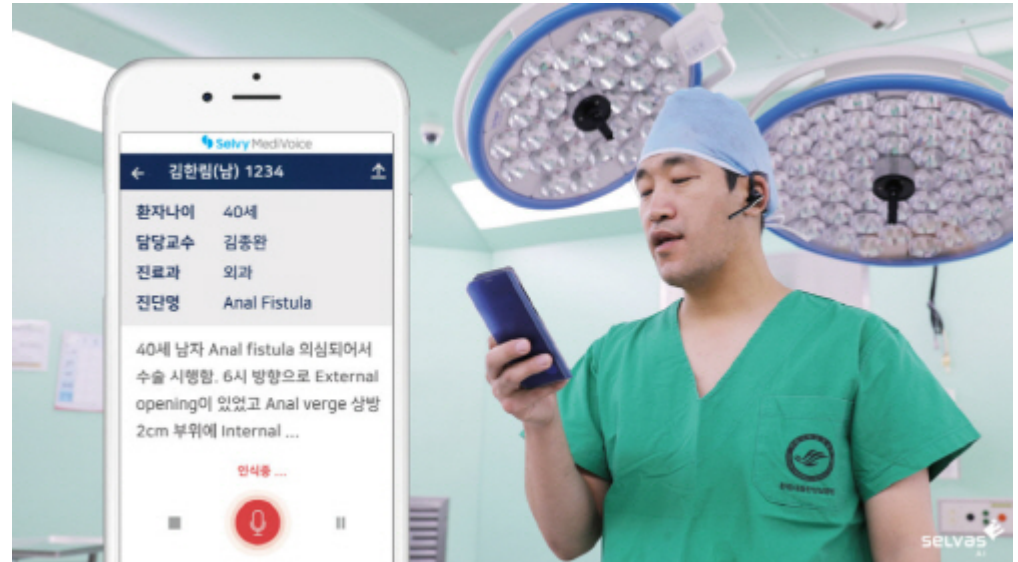 Selvy MediVoice
← 김한림(남) 1234
환자나이 40세
담당교수 김종완
진료과 외과
진단명 Anal Fistula
40세 남자 Anal fistula 의심되어서
수술 시행함. 6시 방향으로 External
opening이 있었고 Anal verge 상방
2cm 부위에 Internal ...
인식중 ...
SELVAS
AI